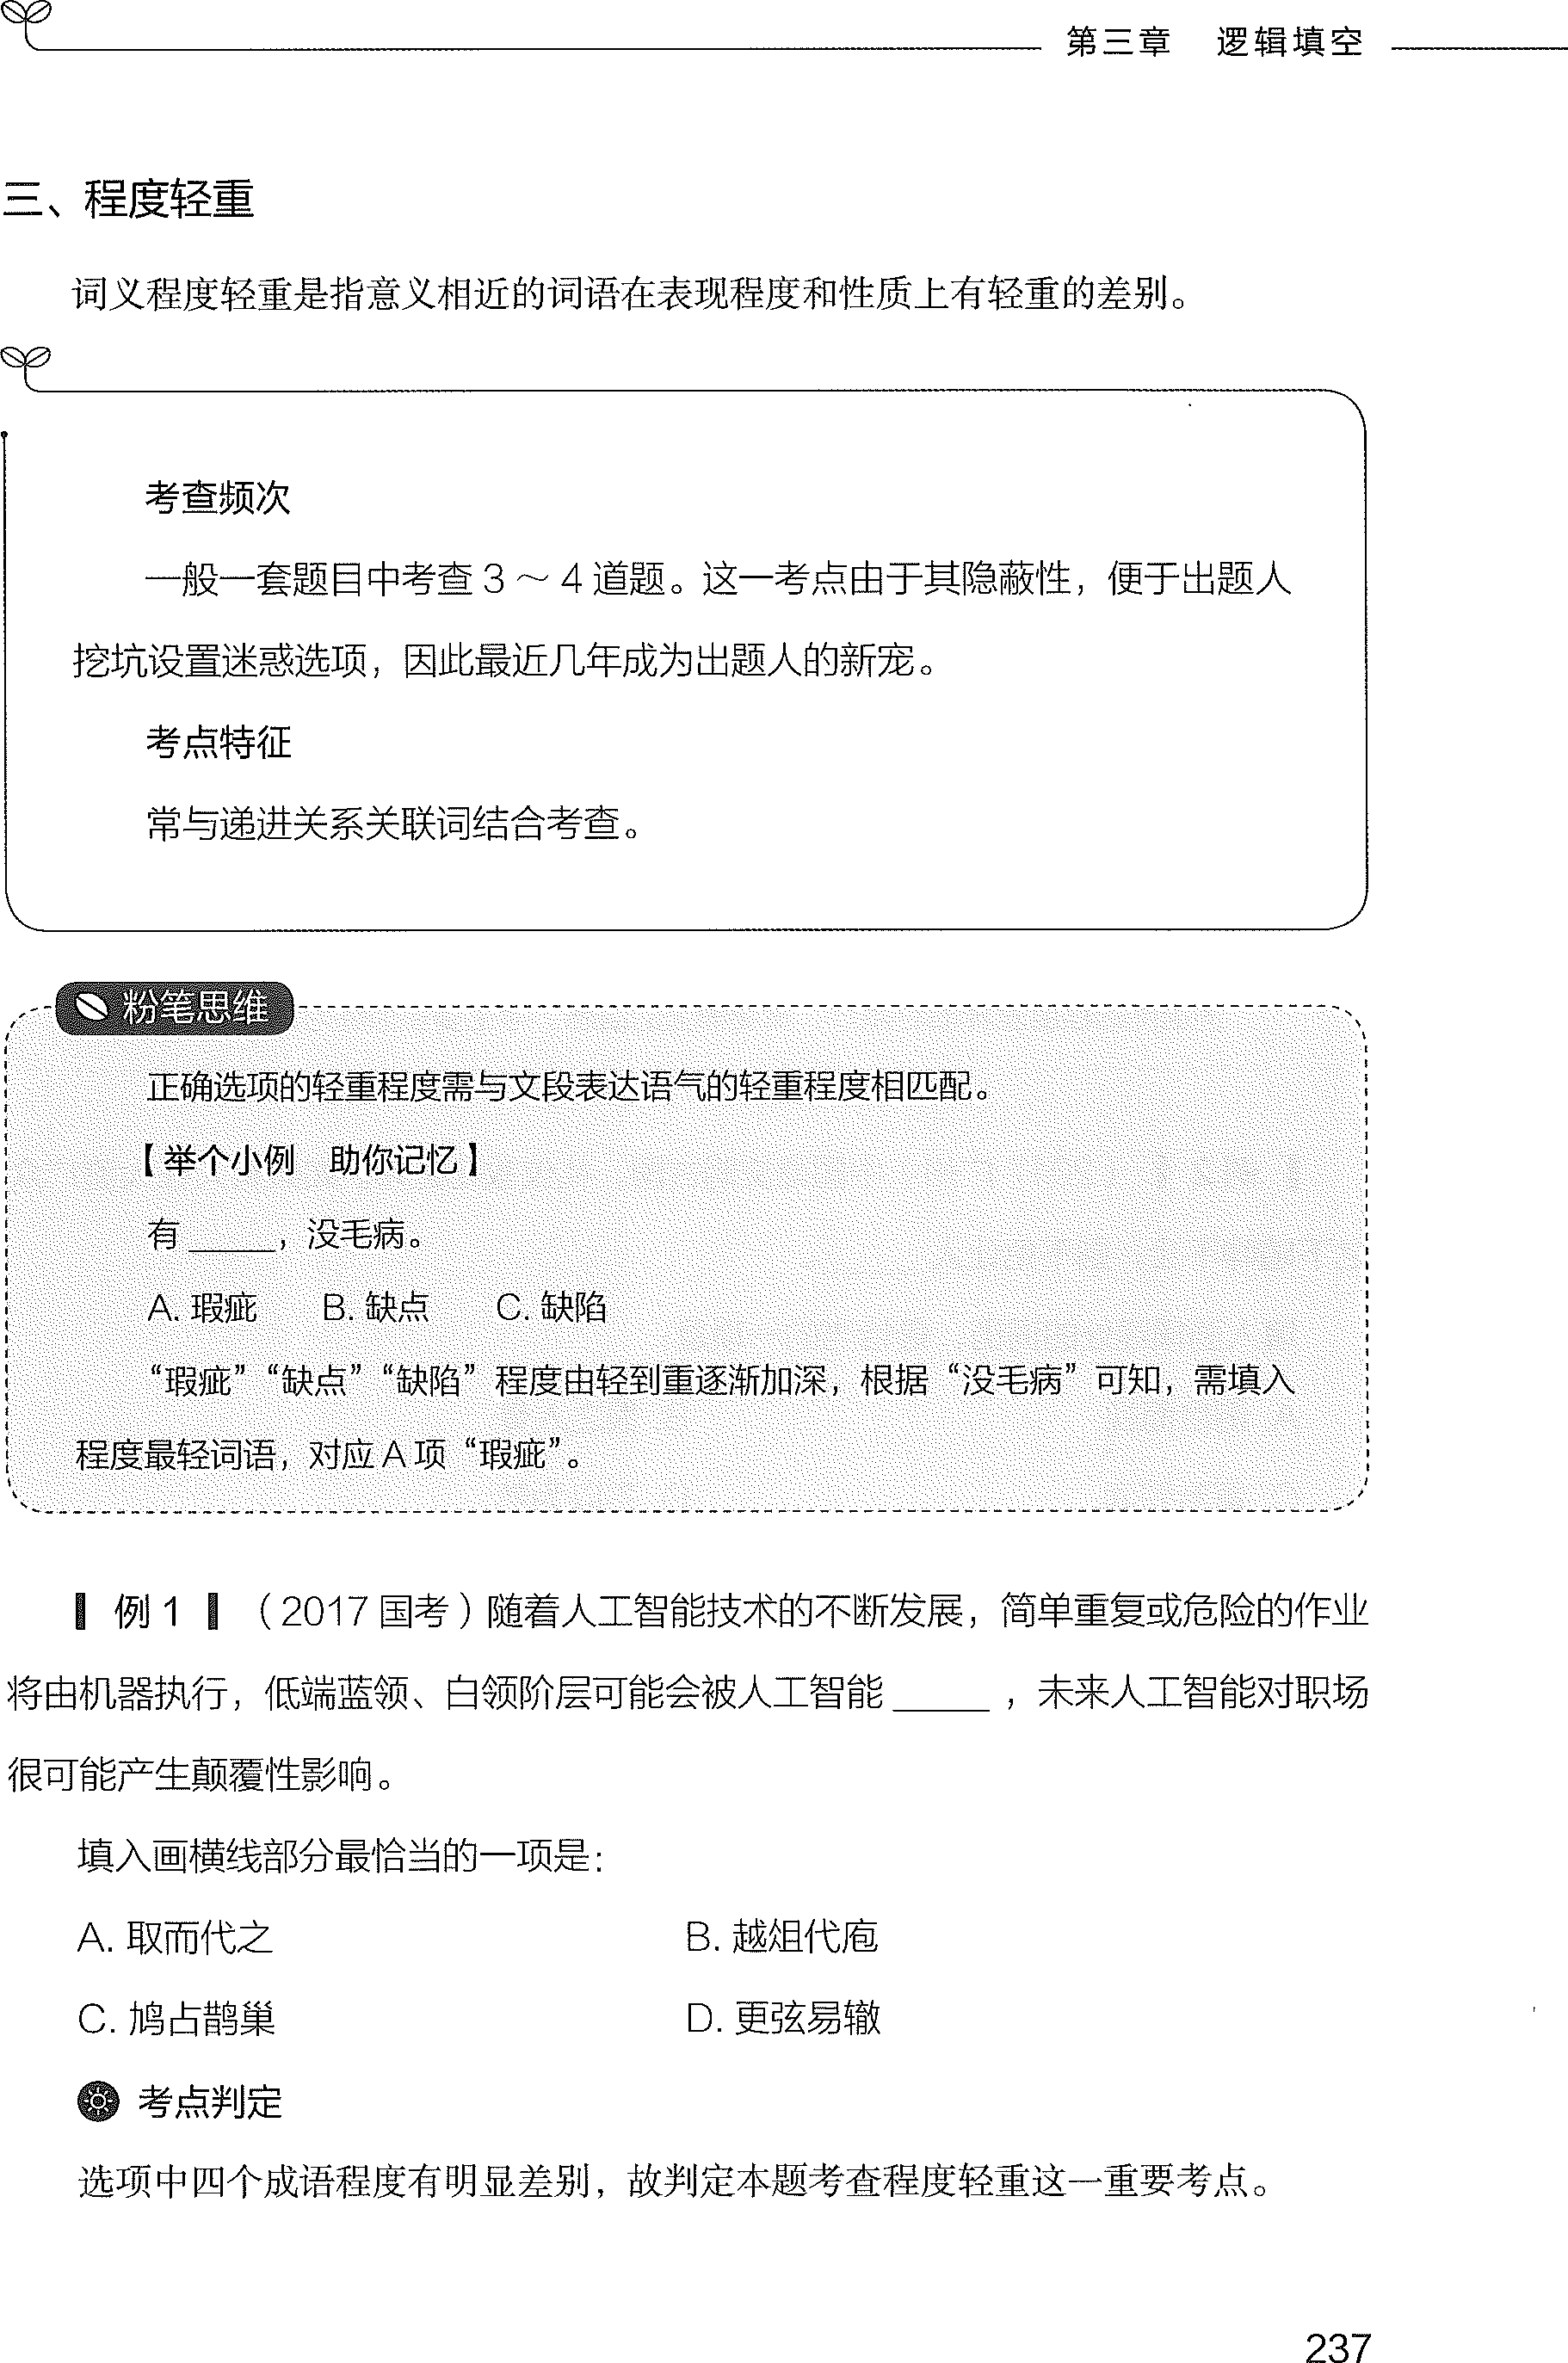 第三章　逻辑填空
三、程度轻重
词义程度轻重是指意义相近的词语在表现程度和性质上有轻重的差别。
考查频次
一般一套题目中考查 3 ～ 4 道题。这一考点由于其隐蔽性，便于出题人
挖坑设置迷惑选项，因此最近几年成为出题人的新宠。
考点特征
常与递进关系关联词结合考查。
粉笔思维
正确选项的轻重程度需与文段表达语气的轻重程度相匹配。
【举个小例　助你记忆】
有 _____，没毛病。
A. 瑕疵　　B. 缺点　　C. 缺陷
“瑕疵”“缺点”“缺陷”程度由轻到重逐渐加深，根据“没毛病”可知，需填入
程度最轻词语，对应 A 项“瑕疵”。
例 1 （2017 国考）随着人工智能技术的不断发展，简单重复或危险的作业
将由机器执行，低端蓝领、白领阶层可能会被人工智能 _____ ，未来人工智能对职场
很可能产生颠覆性影响。
填入画横线部分最恰当的一项是：
A. 取而代之　　B. 越俎代庖
C. 鸠占鹊巢　　D. 更弦易辙
考点判定
选项中四个成语程度有明显差别，故判定本题考查程度轻重这一重要考点。
237